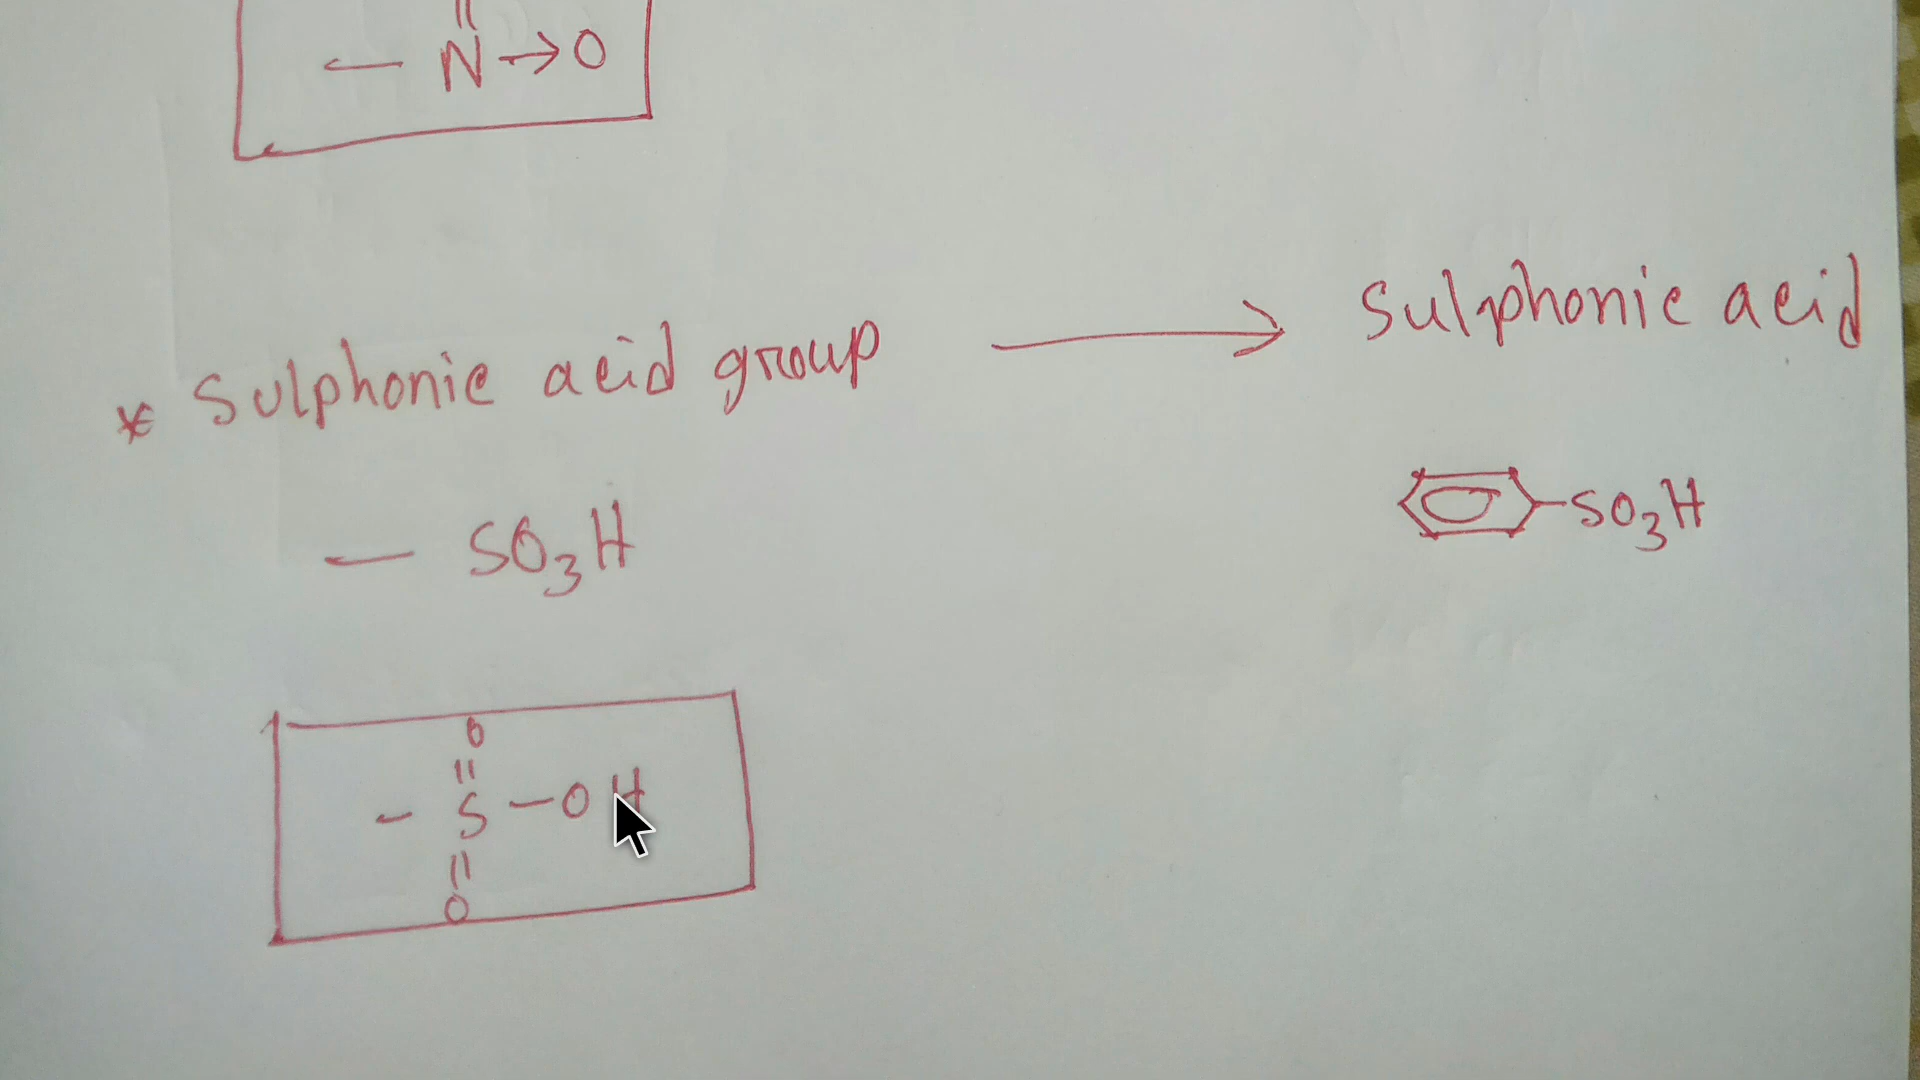 ‖
— N→O
* Sulphonic acid group → Sulphonic acid
— SO₃H
-SO₃H
O
‖
- S -OH
‖
O